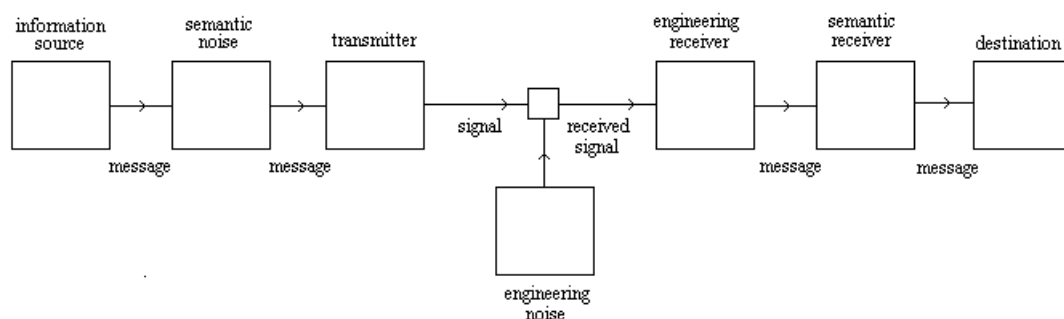 information
source
semantic
noise
transmitter
engineering
receiver
semantic
receiver
destination
signal
received
signal
message
message
message
message
engineering
noise